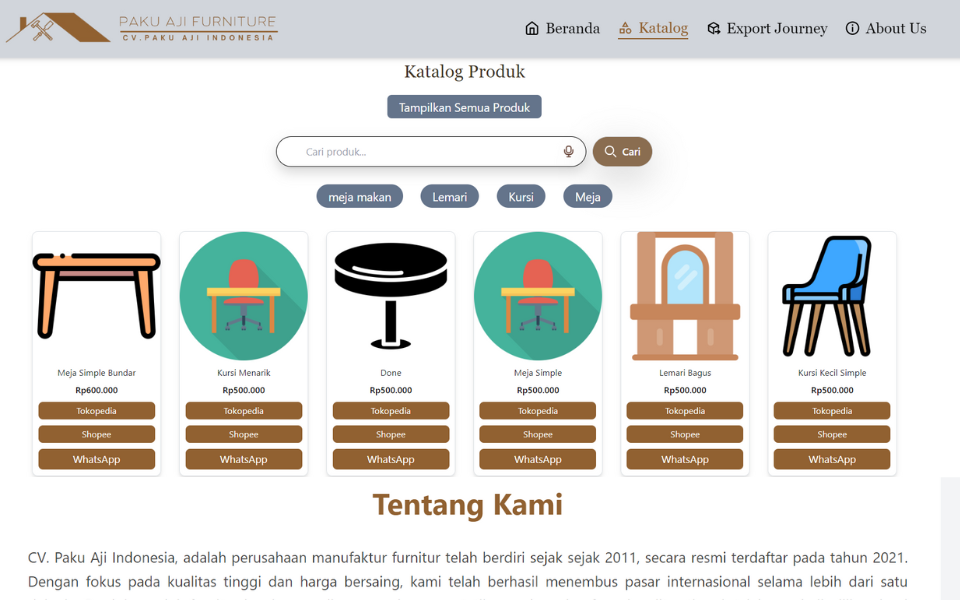 PAKU AJI FURNITURE
CV.PAKU AJI INDONESIA
Beranda
Katalog
Export Journey
About Us
Katalog Produk
Tampilkan Semua Produk
Cari produk...
Cari
meja makan
Lemari
Kursi
Meja
Meja Simple Bundar
Rp600.000
Tokopedia
Shopee
WhatsApp
Kursi Menarik
Rp500.000
Tokopedia
Shopee
WhatsApp
Done
Rp500.000
Tokopedia
Shopee
WhatsApp
Meja Simple
Rp500.000
Tokopedia
Shopee
WhatsApp
Lemari Bagus
Rp500.000
Tokopedia
Shopee
WhatsApp
Kursi Kecil Simple
Rp500.000
Tokopedia
Shopee
WhatsApp
Tentang Kami
CV. Paku Aji Indonesia, adalah perusahaan manufaktur furnitur telah berdiri sejak sejak 2011, secara resmi terdaftar pada tahun 2021.
Dengan fokus pada kualitas tinggi dan harga bersaing, kami telah berhasil menembus pasar internasional selama lebih dari satu